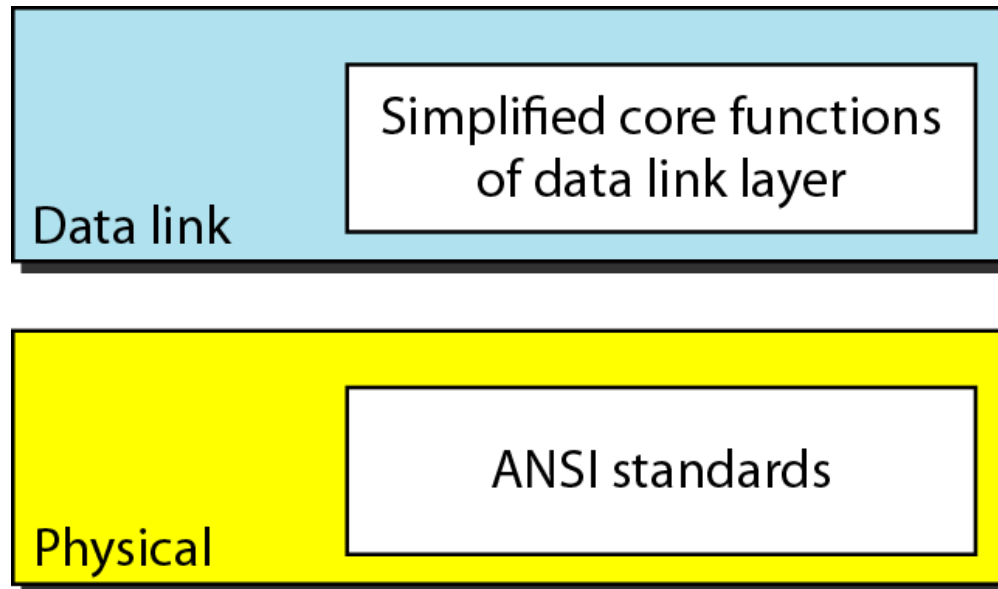 Simplified core functions
of data link layer
Data link
ANSI standards
Physical